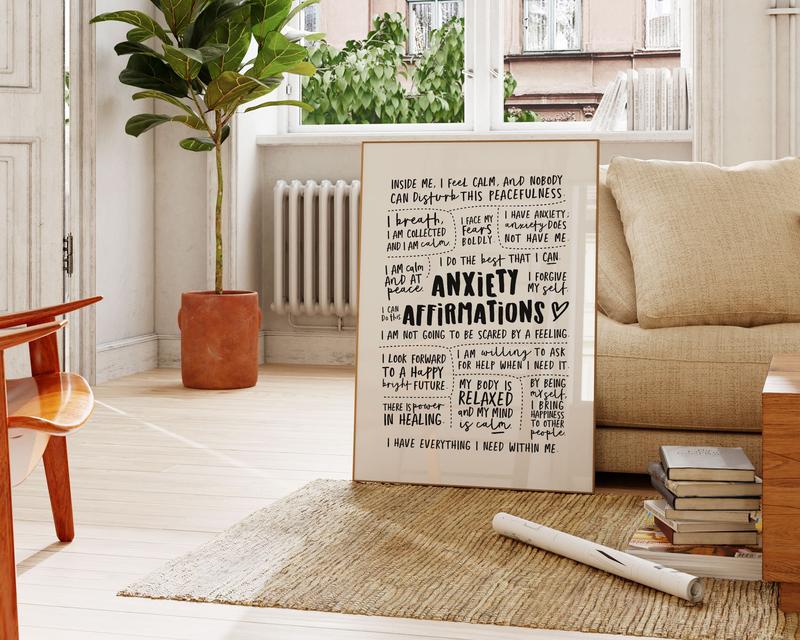 INSIDE ME, I FEEL CALM, AND NOBODY
CAN Disturb THIS PEACEFULNESS.
I breath,
I AM COLLECTED
AND I AM calm
I FACE MY
FEARS
BOLDLY
I HAVE ANXIETY,
anxiety DOES
NOT HAVE ME.
I AM calm
AND AT
peace.
I DO THE best THAT I CAN.
I CAN
Do this
ANXIETY
AFFIRMATIONS
I FORGIVE
MY self.
I AM NOT GOING TO BE SCARED BY A FEELING.
I LOOK FORWARD
TO A HAPPY
bright FUTURE.
I AM willing TO ASK
FOR HELP WHEN I NEED IT.
THERE IS power
IN HEALING.
MY BODY IS
RELAXED
and MY MIND
is calm.
BY BEING
myself,
I BRING
HAPPINESS
TO OTHER
people.
I HAVE EVERYTHING I NEED WITHIN ME.